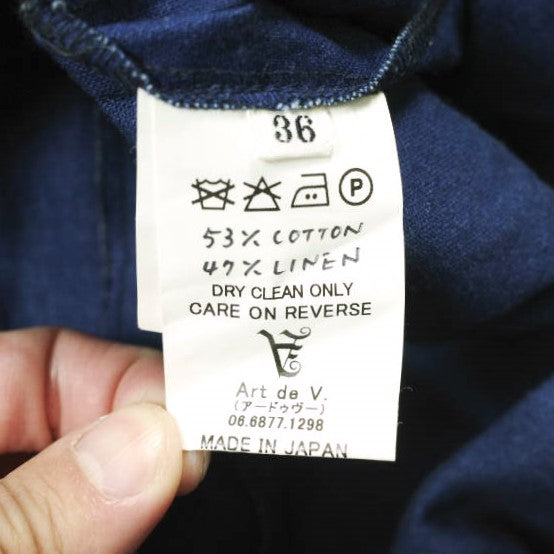 36
P
53% COTTON
47% LINEN
DRY CLEAN ONLY
CARE ON REVERSE
Art de V.
(アードゥヴー)
06.6877.1298
MADE IN JAPAN